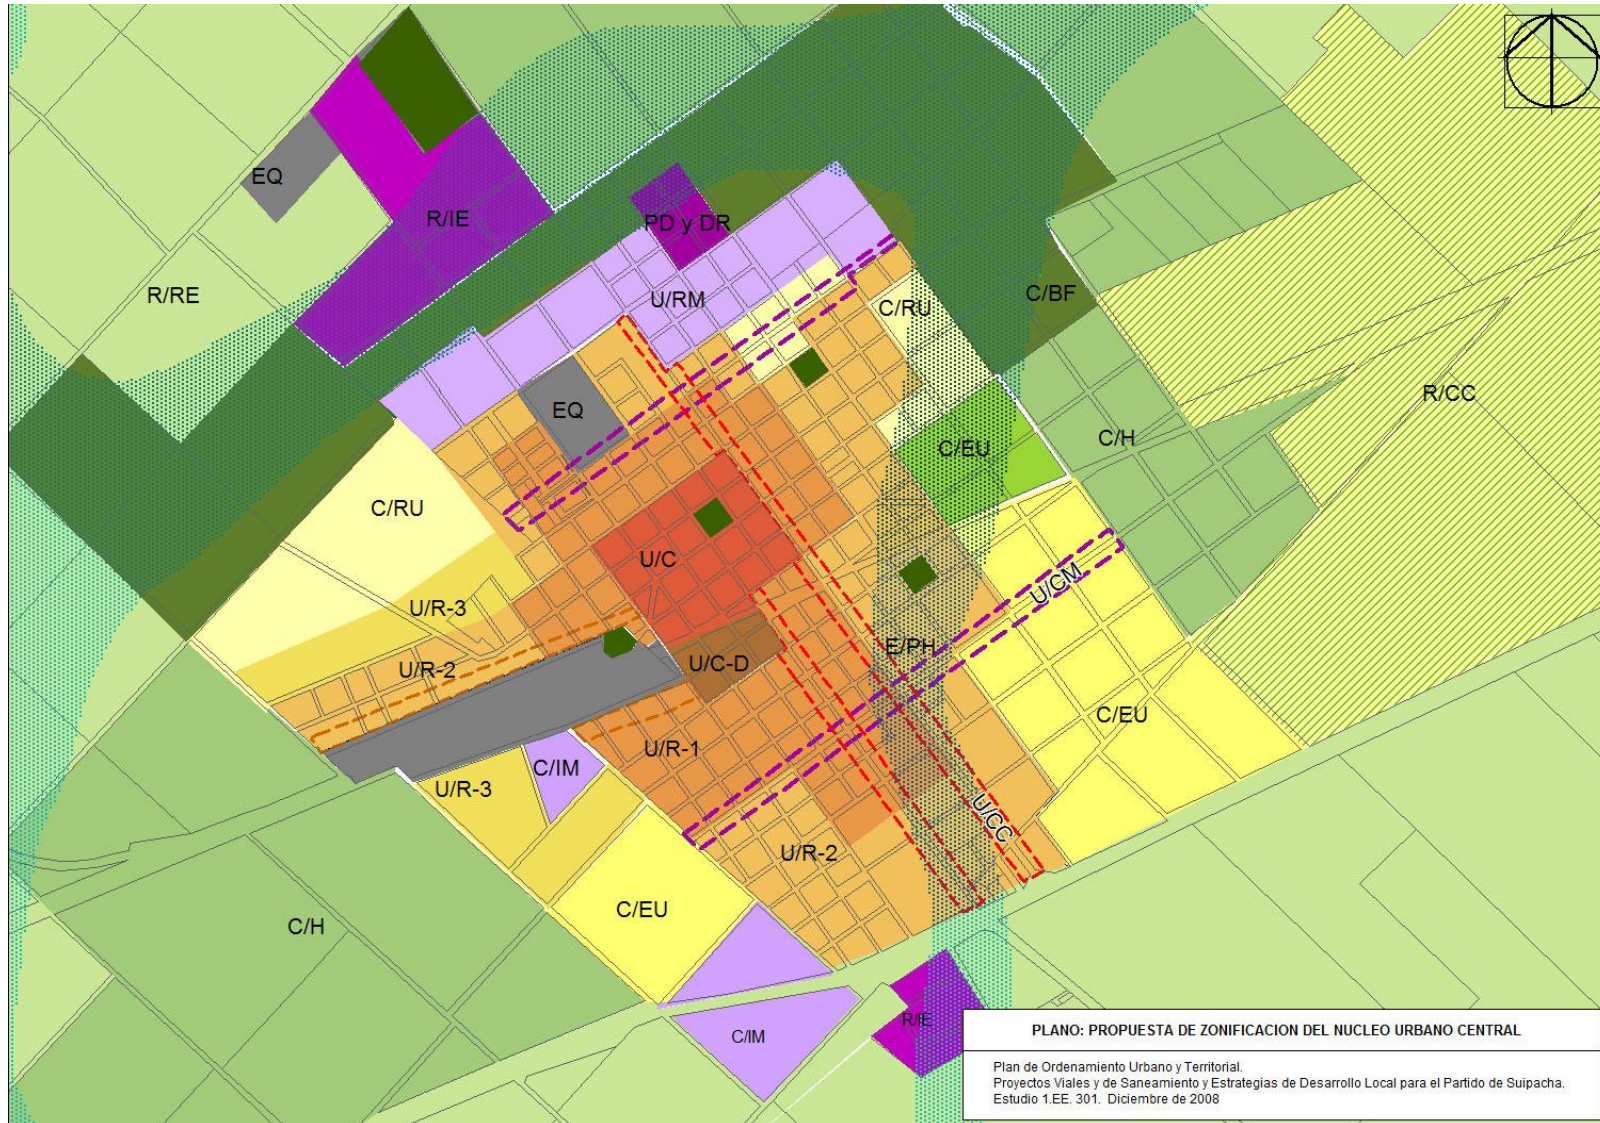 EQ
R/IE
PD y DR
R/RE
U/RM
C/BF
C/RU
R/CC
EQ
C/H
C/EU
C/RU
U/C
U/CM
U/R-3
E/PH
U/R-2
U/C-D
C/EU
U/R-1
C/IM
U/R-3
U/CC
U/R-2
C/EU
C/H
R/IE
C/IM
PLANO: PROPUESTA DE ZONIFICACION DEL NUCLEO URBANO CENTRAL
Plan de Ordenamiento Urbano y Territorial.
Proyectos Viales y de Saneamiento y Estrategias de Desarrollo Local para el Partido de Suipacha.
Estudio 1.EE. 301. Diciembre de 2008